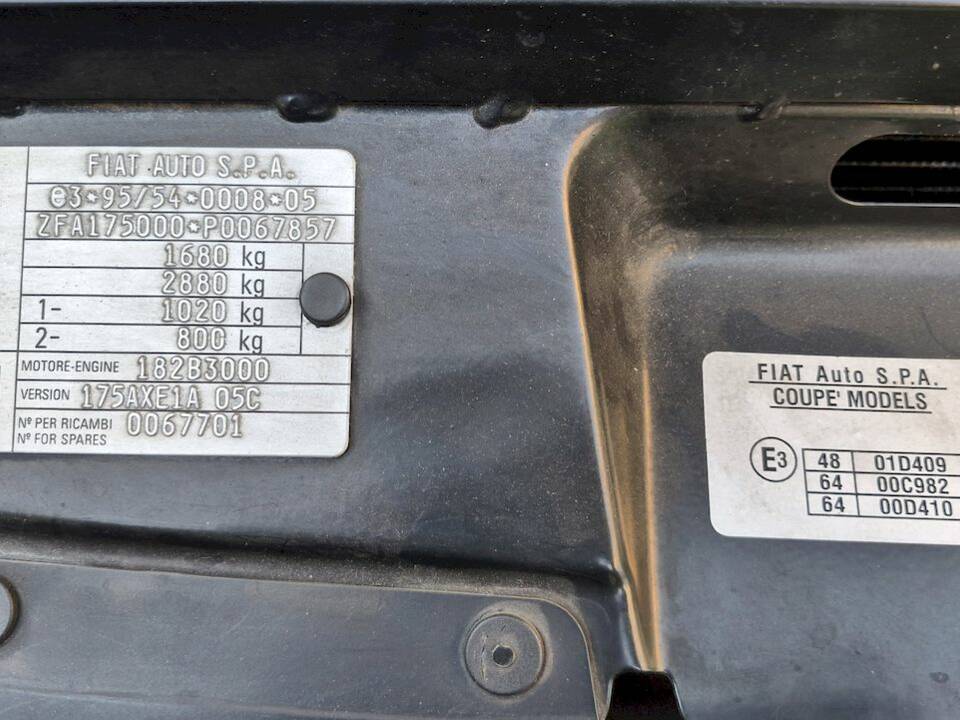 FIAT AUTO S.P.A.
e3*95/54*0008*05
ZFA175000*P0067857
1680 kg
2880 kg
1- 1020 kg
2- 800 kg
MOTORE-ENGINE 182B3000
VERSION 175AXE1A 05C
Nº PER RICAMBI
Nº FOR SPARES 0067701
FIAT Auto S.P.A.
COUPE' MODELS
E3
48 01D409
64 00C982
64 00D410